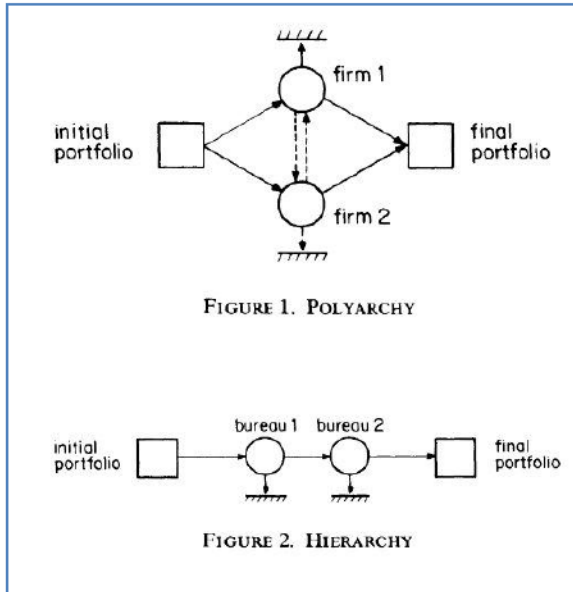 firm 1
initial
portfolio
final
portfolio
firm 2
FIGURE 1. POLYARCHY
bureau 1 bureau 2
initial
portfolio
final
portfolio
FIGURE 2. HIERARCHY